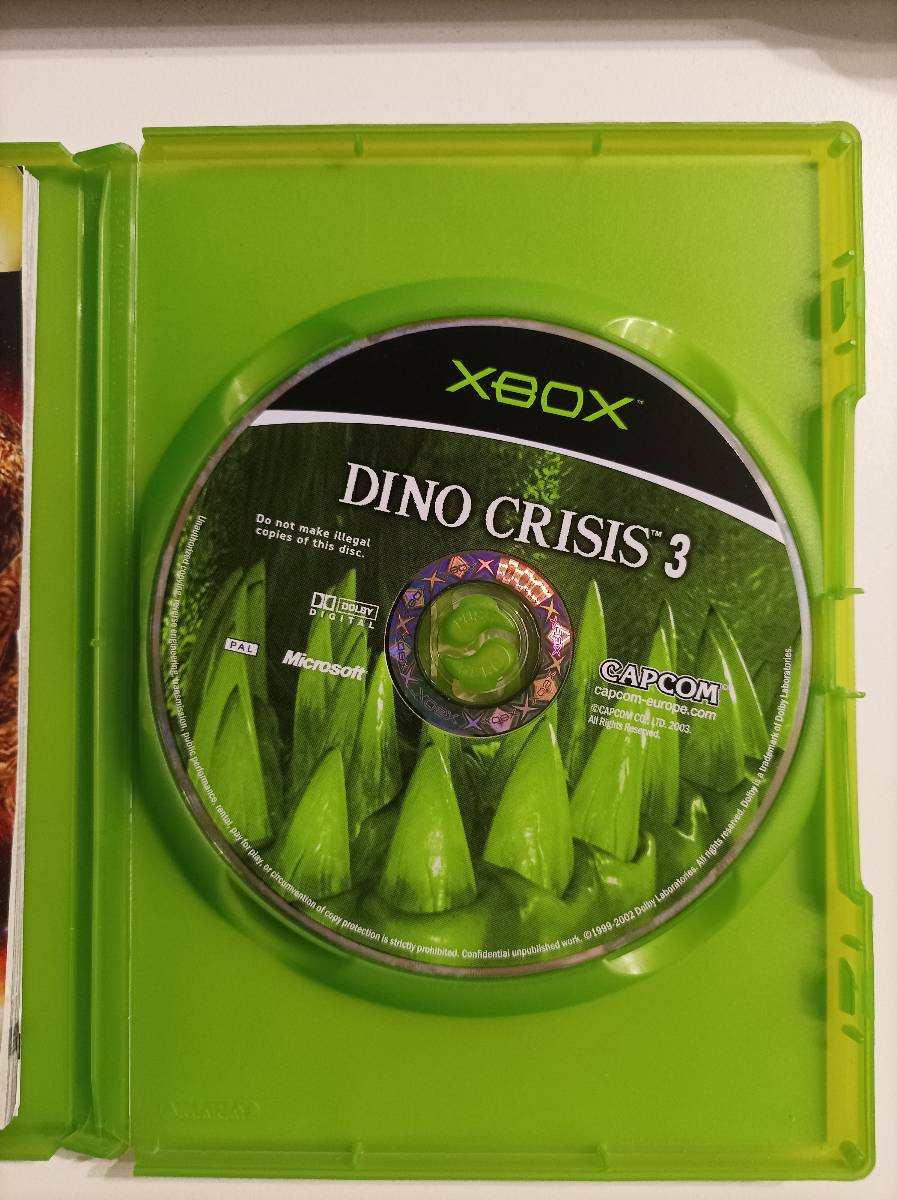 XBOX™
DINO CRISIS™ 3
Do not make illegal
copies of this disc.
DOLBY
DIGITAL
PAL
Microsoft
CAPCOM®
capcom-europe.com
©CAPCOM CO., LTD. 2003.
All Rights Reserved.
PUSH
Unauthorized copying, reverse engineering, transmission, public performance, rental, pay for play, or circumvention of copy protection is strictly prohibited. Confidential unpublished work. ©1999-2002 Dolby Laboratories. All rights reserved. Dolby is a trademark of Dolby Laboratories.
AMARAY